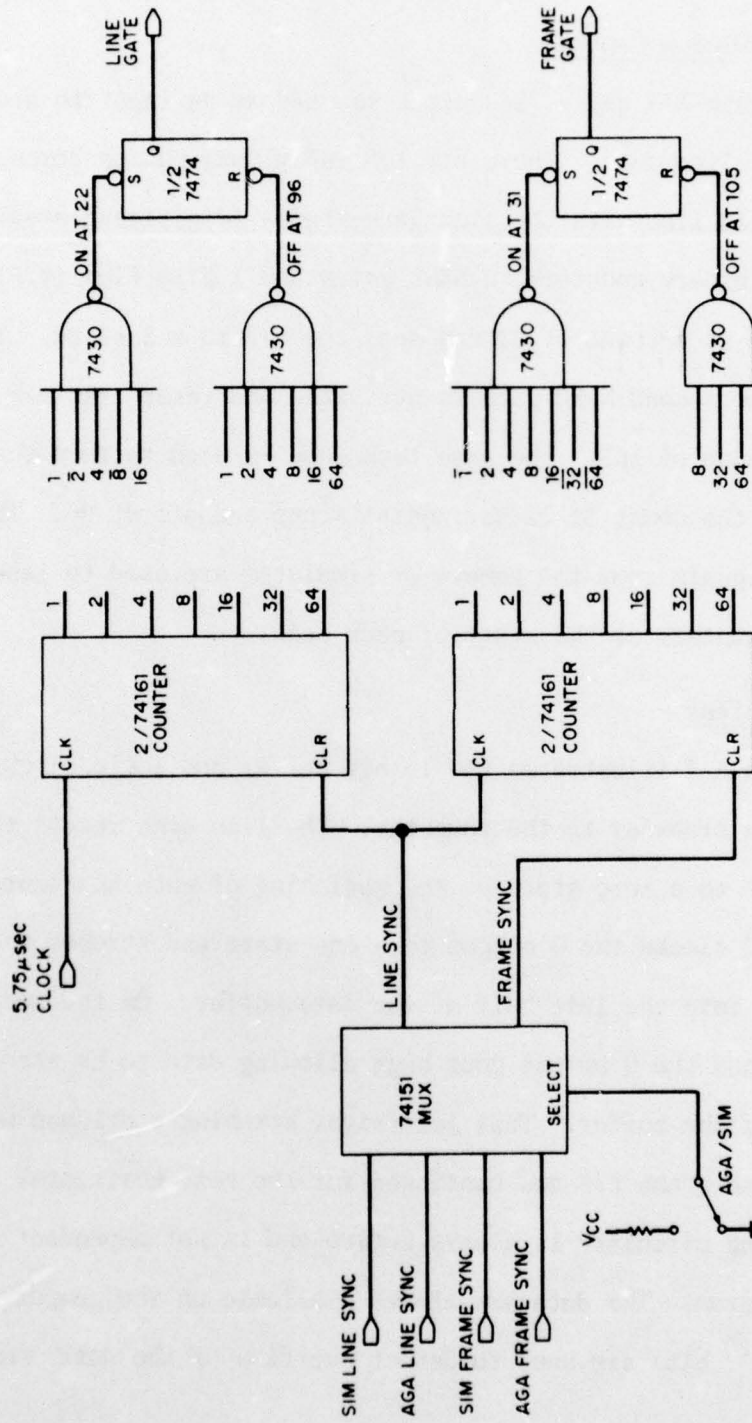 5.75µsec
CLOCK
CLK
2/74161
COUNTER
CLR
1
2
4
8
16
32
64
1
2̅
4
8̅
16
7430
ON AT 22
1
2
4
8
16
64
7430
OFF AT 96
S
1/2
7474
Q
R
LINE
GATE
SIM LINE SYNC
AGA LINE SYNC
SIM FRAME SYNC
AGA FRAME SYNC
74151
MUX
SELECT
LINE SYNC
FRAME SYNC
VCC
AGA/SIM
CLK
2/74161
COUNTER
CLR
1
2
4
8
16
32
64
1̅
2
4
8
16
3̅2̅
6̅4̅
7430
ON AT 31
8
32
64
7430
OFF AT 105
S
1/2
7474
Q
R
FRAME
GATE